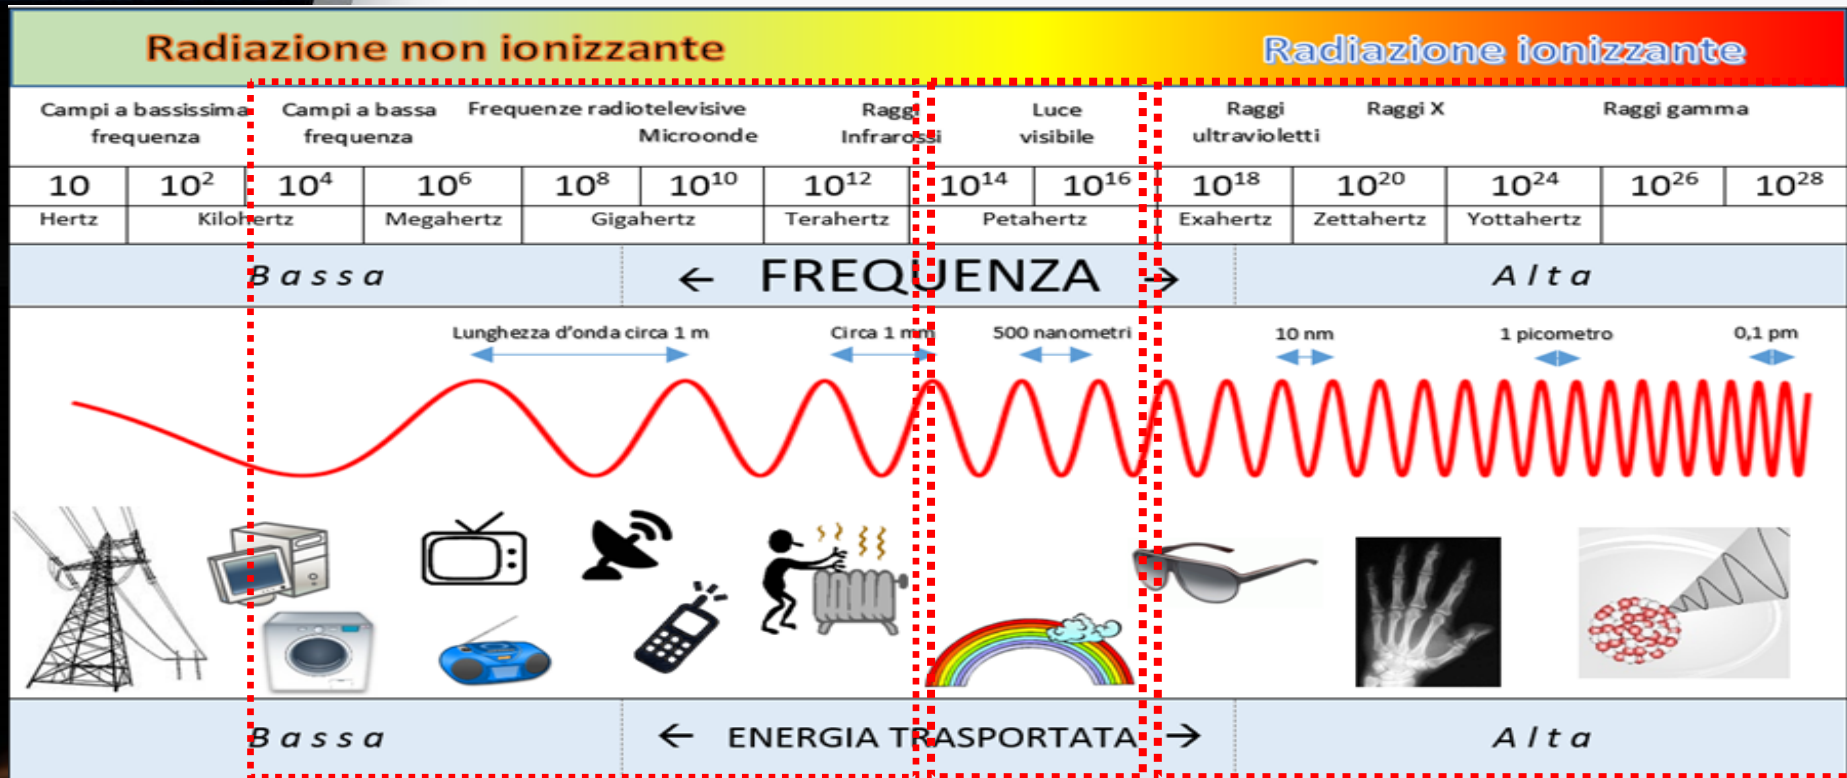 Radiazione non ionizzante Radiazione ionizzante
Campi a bassissima frequenza
Campi a bassa frequenza
Frequenze radiotelevisive
Microonde
Raggi Infrarossi
Luce visibile
Raggi ultravioletti
Raggi X
Raggi gamma
10 10² 10⁴ 10⁶ 10⁸ 10¹⁰ 10¹² 10¹⁴ 10¹⁶ 10¹⁸ 10²⁰ 10²⁴ 10²⁶ 10²⁸
Hertz Kilohertz Megahertz Gigahertz Terahertz Petahertz Exahertz Zettahertz Yottahertz
Bassa ← FREQUENZA → Alta
Lunghezza d'onda circa 1 m Circa 1 mm 500 nanometri 10 nm 1 picometro 0,1 pm
Bassa ← ENERGIA TRASPORTATA → Alta